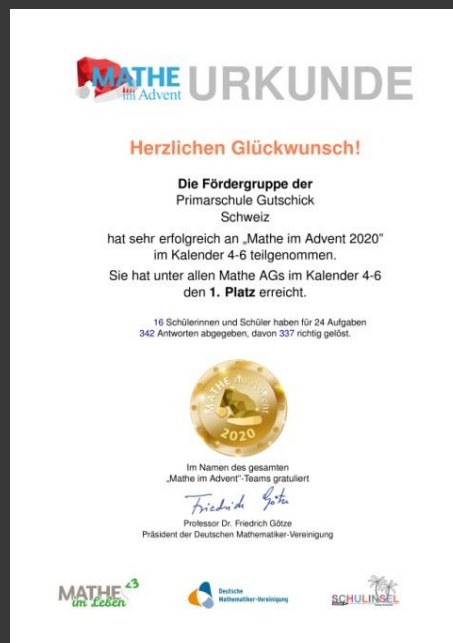 MATHE
im Advent
URKUNDE
Herzlichen Glückwunsch!
Die Fördergruppe der
Primarschule Gutschick
Schweiz
hat sehr erfolgreich an „Mathe im Advent 2020”
im Kalender 4-6 teilgenommen.
Sie hat unter allen Mathe AGs im Kalender 4-6
den 1. Platz erreicht.
16 Schülerinnen und Schüler haben für 24 Aufgaben
342 Antworten abgegeben, davon 337 richtig gelöst.
MATHE im Advent
2020
Im Namen des gesamten
„Mathe im Advent”-Teams gratuliert
Friedrich Götze
Professor Dr. Friedrich Götze
Präsident der Deutschen Mathematiker-Vereinigung
MATHE <3
im Leben
Deutsche
Mathematiker-Vereinigung
SCHULINSEL